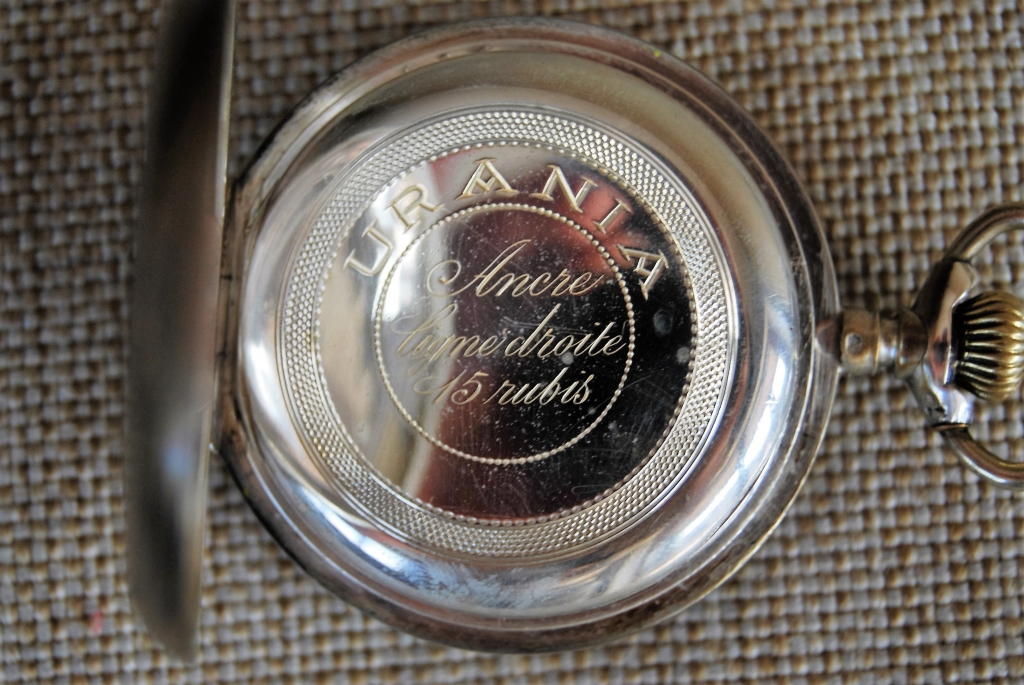 URANIA
Ancre
ligne droite
15 rubis